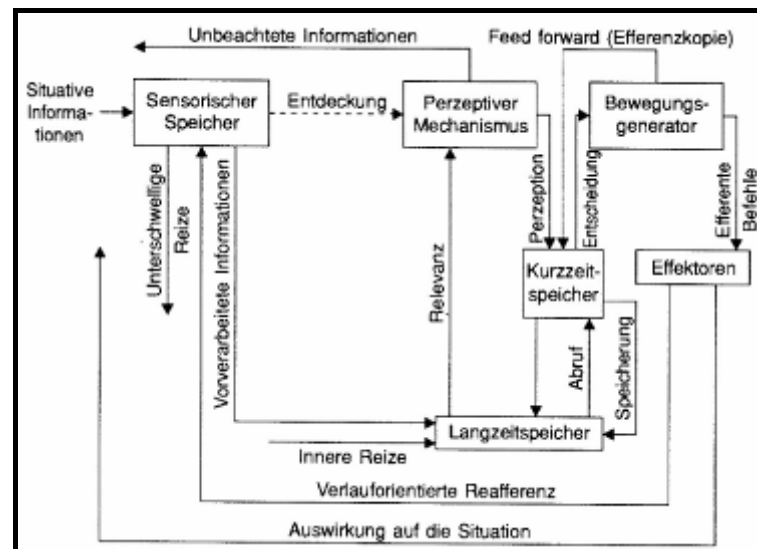 Unbeachtete Informationen
Feed forward (Efferenzkopie)
Situative
Informa-
tionen
Sensorischer
Speicher
Entdeckung
Perzeptiver
Mechanismus
Bewegungs-
generator
Unterschwellige
Reize
Vorverarbeitete Informationen
Relevanz
Perzeption
Entscheidung
Efferente
Befehle
Kurzzeit-
speicher
Effektoren
Abruf
Speicherung
Langzeitspeicher
Innere Reize
Verlauforientierte Reafferenz
Auswirkung auf die Situation